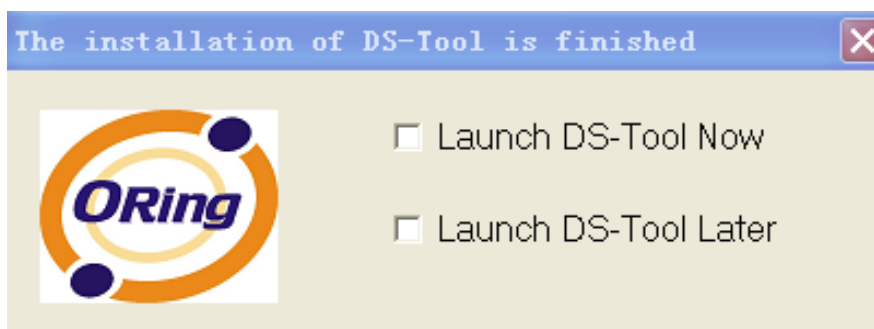 The installation of DS-Tool is finished
ORing
Launch DS-Tool Now
Launch DS-Tool Later